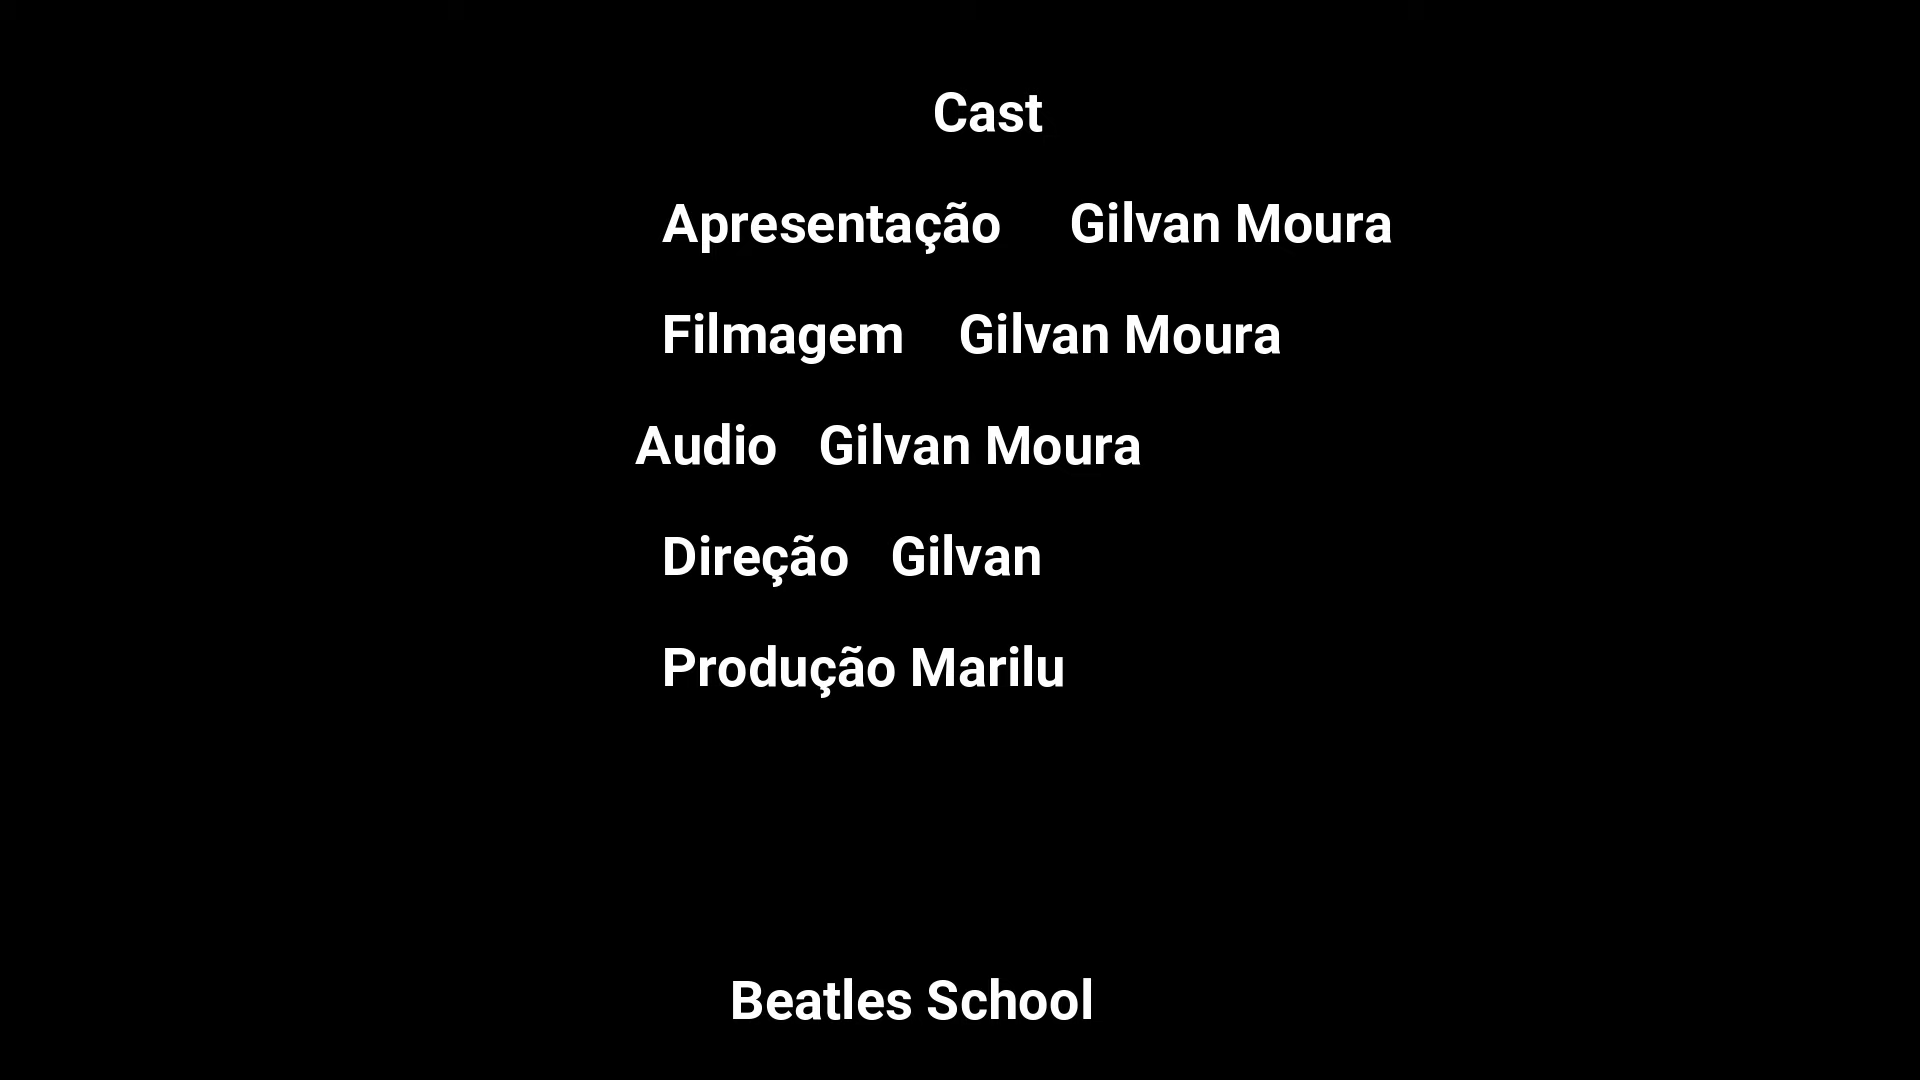 Cast
Apresentação Gilvan Moura
Filmagem Gilvan Moura
Audio Gilvan Moura
Direção Gilvan
Produção Marilu
Beatles School